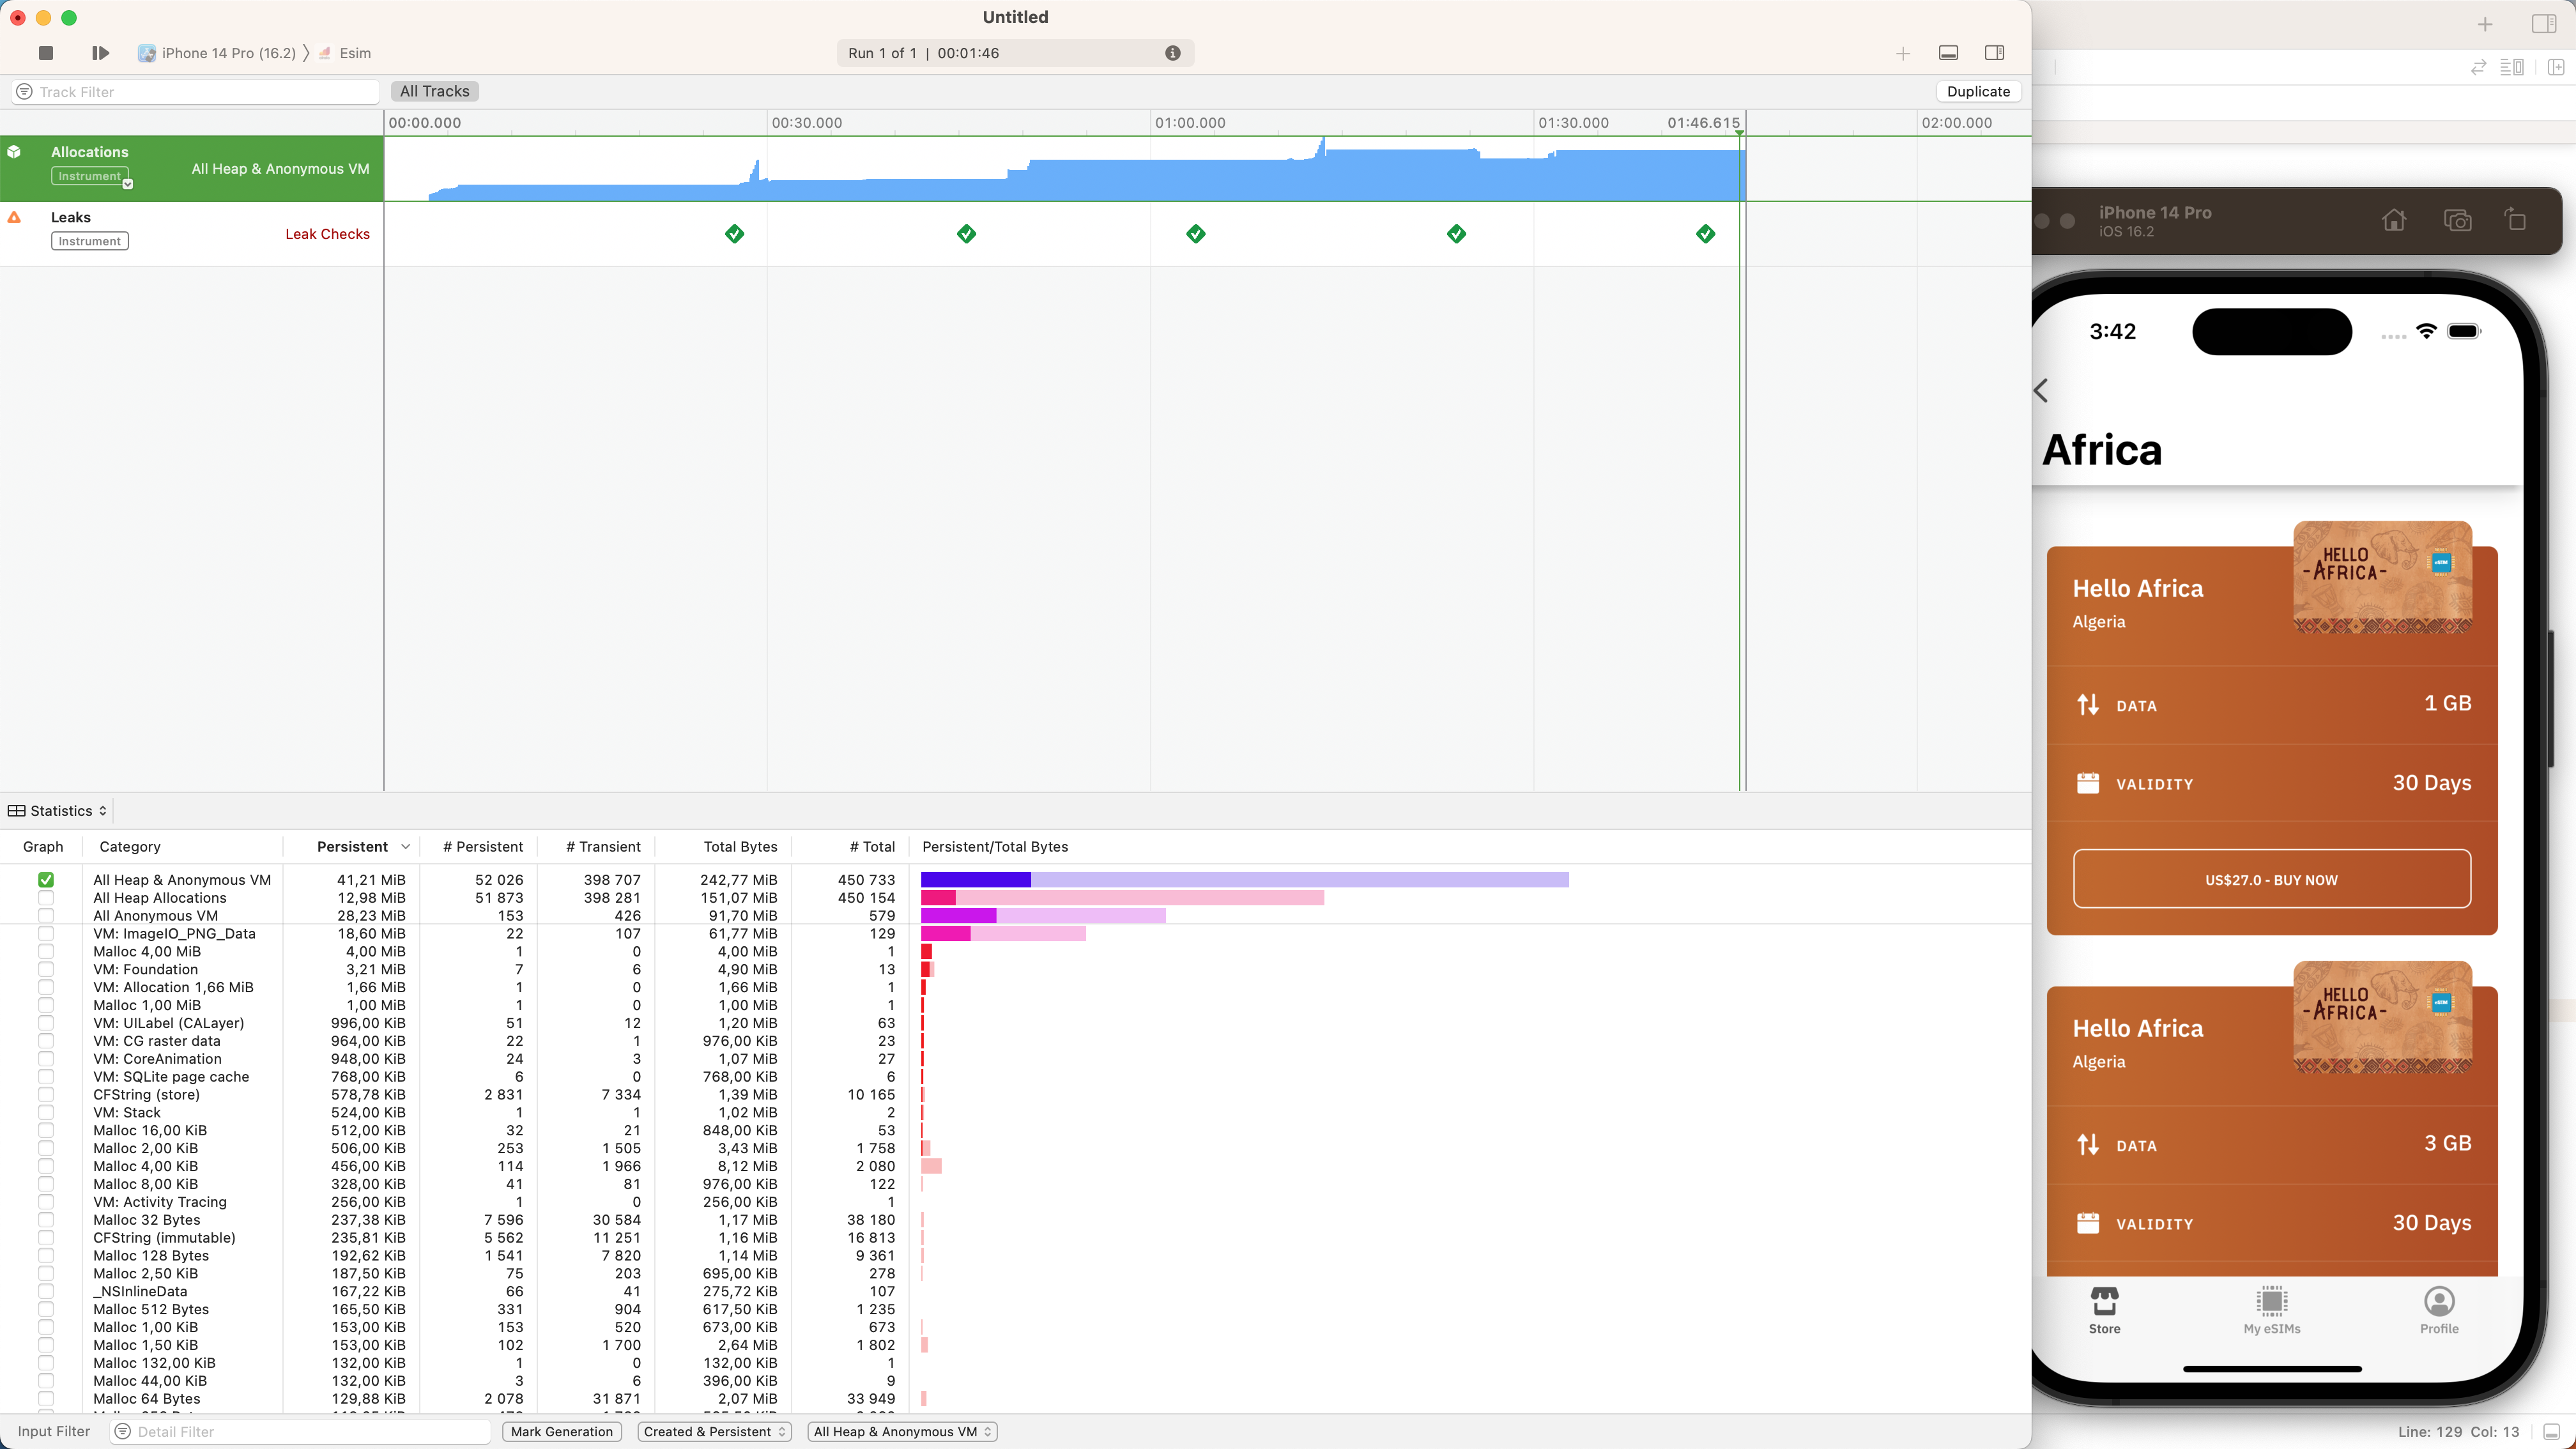 Untitled
iPhone 14 Pro (16.2) 〉 Esim
Run 1 of 1 | 00:01:46
Track Filter
All Tracks
Duplicate
00:00.000 00:30.000 01:00.000 01:30.000 01:46.615 02:00.000
Allocations
Instrument
All Heap & Anonymous VM
Leaks
Instrument
Leak Checks
Statistics
Graph Category Persistent # Persistent # Transient Total Bytes # Total Persistent/Total Bytes
All Heap & Anonymous VM 41,21 MiB 52 026 398 707 242,77 MiB 450 733
All Heap Allocations 12,98 MiB 51 873 398 281 151,07 MiB 450 154
All Anonymous VM 28,23 MiB 153 426 91,70 MiB 579
VM: ImageIO_PNG_Data 18,60 MiB 22 107 61,77 MiB 129
Malloc 4,00 MiB 4,00 MiB 1 0 4,00 MiB 1
VM: Foundation 3,21 MiB 7 6 4,90 MiB 13
VM: Allocation 1,66 MiB 1,66 MiB 1 0 1,66 MiB 1
Malloc 1,00 MiB 1,00 MiB 1 0 1,00 MiB 1
VM: UILabel (CALayer) 996,00 KiB 51 12 1,20 MiB 63
VM: CG raster data 964,00 KiB 22 1 976,00 KiB 23
VM: CoreAnimation 948,00 KiB 24 3 1,07 MiB 27
VM: SQLite page cache 768,00 KiB 6 0 768,00 KiB 6
CFString (store) 578,78 KiB 2 831 7 334 1,39 MiB 10 165
VM: Stack 524,00 KiB 1 1 1,02 MiB 2
Malloc 16,00 KiB 512,00 KiB 32 21 848,00 KiB 53
Malloc 2,00 KiB 506,00 KiB 253 1 505 3,43 MiB 1 758
Malloc 4,00 KiB 456,00 KiB 114 1 966 8,12 MiB 2 080
Malloc 8,00 KiB 328,00 KiB 41 81 976,00 KiB 122
VM: Activity Tracing 256,00 KiB 1 0 256,00 KiB 1
Malloc 32 Bytes 237,38 KiB 7 596 30 584 1,17 MiB 38 180
CFString (immutable) 235,81 KiB 5 562 11 251 1,16 MiB 16 813
Malloc 128 Bytes 192,62 KiB 1 541 7 820 1,14 MiB 9 361
Malloc 2,50 KiB 187,50 KiB 75 203 695,00 KiB 278
_NSInlineData 167,22 KiB 66 41 275,72 KiB 107
Malloc 512 Bytes 165,50 KiB 331 904 617,50 KiB 1 235
Malloc 1,00 KiB 153,00 KiB 153 520 673,00 KiB 673
Malloc 1,50 KiB 153,00 KiB 102 1 700 2,64 MiB 1 802
Malloc 132,00 KiB 132,00 KiB 1 0 132,00 KiB 1
Malloc 44,00 KiB 132,00 KiB 3 6 396,00 KiB 9
Malloc 64 Bytes 129,88 KiB 2 078 31 871 2,07 MiB 33 949
Input Filter Detail Filter Mark Generation Created & Persistent All Heap & Anonymous VM
iPhone 14 Pro
iOS 16.2
3:42
Africa
HELLO
-AFRICA-
eSIM
Hello Africa
Algeria
DATA 1 GB
VALIDITY 30 Days
US$27.0 - BUY NOW
HELLO
-AFRICA-
eSIM
Hello Africa
Algeria
DATA 3 GB
VALIDITY 30 Days
Store My eSIMs Profile
Line: 129 Col: 13